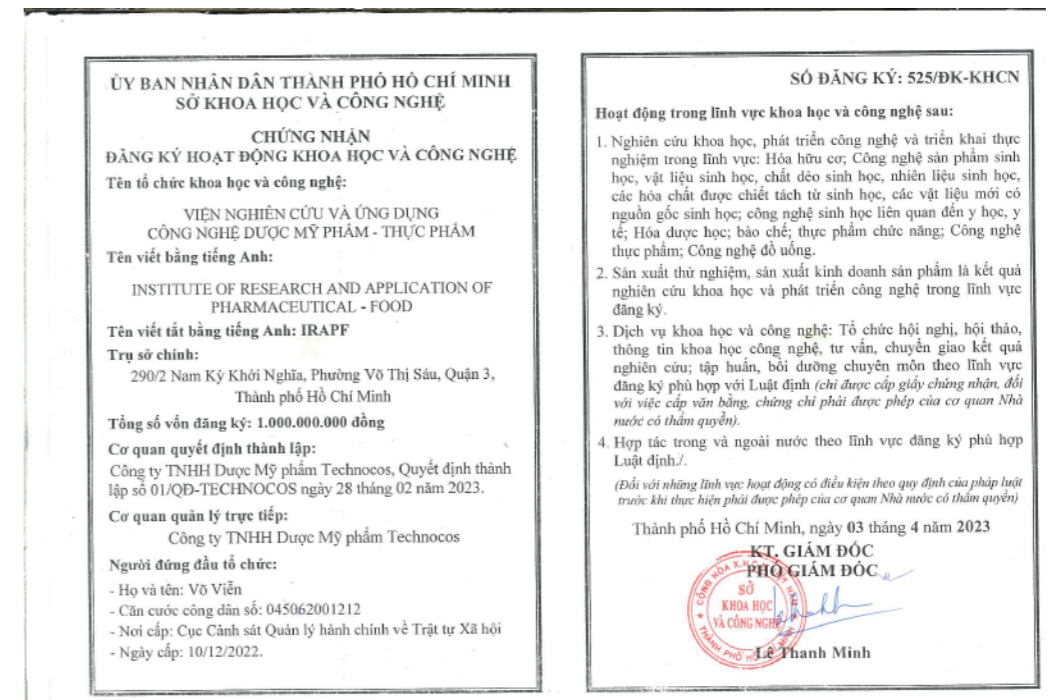 ỦY BAN NHÂN DÂN THÀNH PHỐ HỒ CHÍ MINH
SỞ KHOA HỌC VÀ CÔNG NGHỆ
CHỨNG NHẬN
ĐĂNG KÝ HOẠT ĐỘNG KHOA HỌC VÀ CÔNG NGHỆ
Tên tổ chức khoa học và công nghệ:
VIỆN NGHIÊN CỨU VÀ ỨNG DỤNG
CÔNG NGHỆ DƯỢC MỸ PHẨM - THỰC PHẨM
Tên viết bằng tiếng Anh:
INSTITUTE OF RESEARCH AND APPLICATION OF
PHARMACEUTICAL - FOOD
Tên viết tắt bằng tiếng Anh: IRAPF
Trụ sở chính:
290/2 Nam Kỳ Khởi Nghĩa, Phường Võ Thị Sáu, Quận 3,
Thành phố Hồ Chí Minh
Tổng số vốn đăng ký: 1.000.000.000 đồng
Cơ quan quyết định thành lập:
Công ty TNHH Dược Mỹ phẩm Technocos, Quyết định thành
lập số 01/QĐ-TECHNOCOS ngày 28 tháng 02 năm 2023.
Cơ quan quản lý trực tiếp:
Công ty TNHH Dược Mỹ phẩm Technocos
Người đứng đầu tổ chức:
- Họ và tên: Võ Viễn
- Căn cước công dân số: 045062001212
- Nơi cấp: Cục Cảnh sát Quản lý hành chính về Trật tự Xã hội
- Ngày cấp: 10/12/2022.
SỐ ĐĂNG KÝ: 525/ĐK-KHCN
Hoạt động trong lĩnh vực khoa học và công nghệ sau:
1. Nghiên cứu khoa học, phát triển công nghệ và triển khai thực
nghiệm trong lĩnh vực: Hóa hữu cơ; Công nghệ sản phẩm sinh
học, vật liệu sinh học, chất dẻo sinh học, nhiên liệu sinh học,
các hóa chất được chiết tách từ sinh học, các vật liệu mới có
nguồn gốc sinh học; công nghệ sinh học liên quan đến y học, y
tế; Hóa dược học; bào chế; thực phẩm chức năng; Công nghệ
thực phẩm; Công nghệ đồ uống.
2. Sản xuất thử nghiệm, sản xuất kinh doanh sản phẩm là kết quả
nghiên cứu khoa học và phát triển công nghệ trong lĩnh vực
đăng ký.
3. Dịch vụ khoa học và công nghệ: Tổ chức hội nghị, hội thảo,
thông tin khoa học công nghệ, tư vấn, chuyển giao kết quả
nghiên cứu; tập huấn, bồi dưỡng chuyên môn theo lĩnh vực
đăng ký phù hợp với Luật định (chỉ được cấp giấy chứng nhận, đối
với việc cấp văn bằng, chứng chỉ phải được phép của cơ quan Nhà
nước có thẩm quyền).
4. Hợp tác trong và ngoài nước theo lĩnh vực đăng ký phù hợp
Luật định./.
(Đối với những lĩnh vực hoạt động có điều kiện theo quy định của pháp luật
trước khi thực hiện phải được phép của cơ quan Nhà nước có thẩm quyền)
Thành phố Hồ Chí Minh, ngày 03 tháng 4 năm 2023
KT. GIÁM ĐỐC
PHÓ GIÁM ĐỐC
SỞ
KHOA HỌC
VÀ CÔNG NGHỆ
THÀNH PHỐ HỒ CHÍ MINH
Lê Thanh Minh